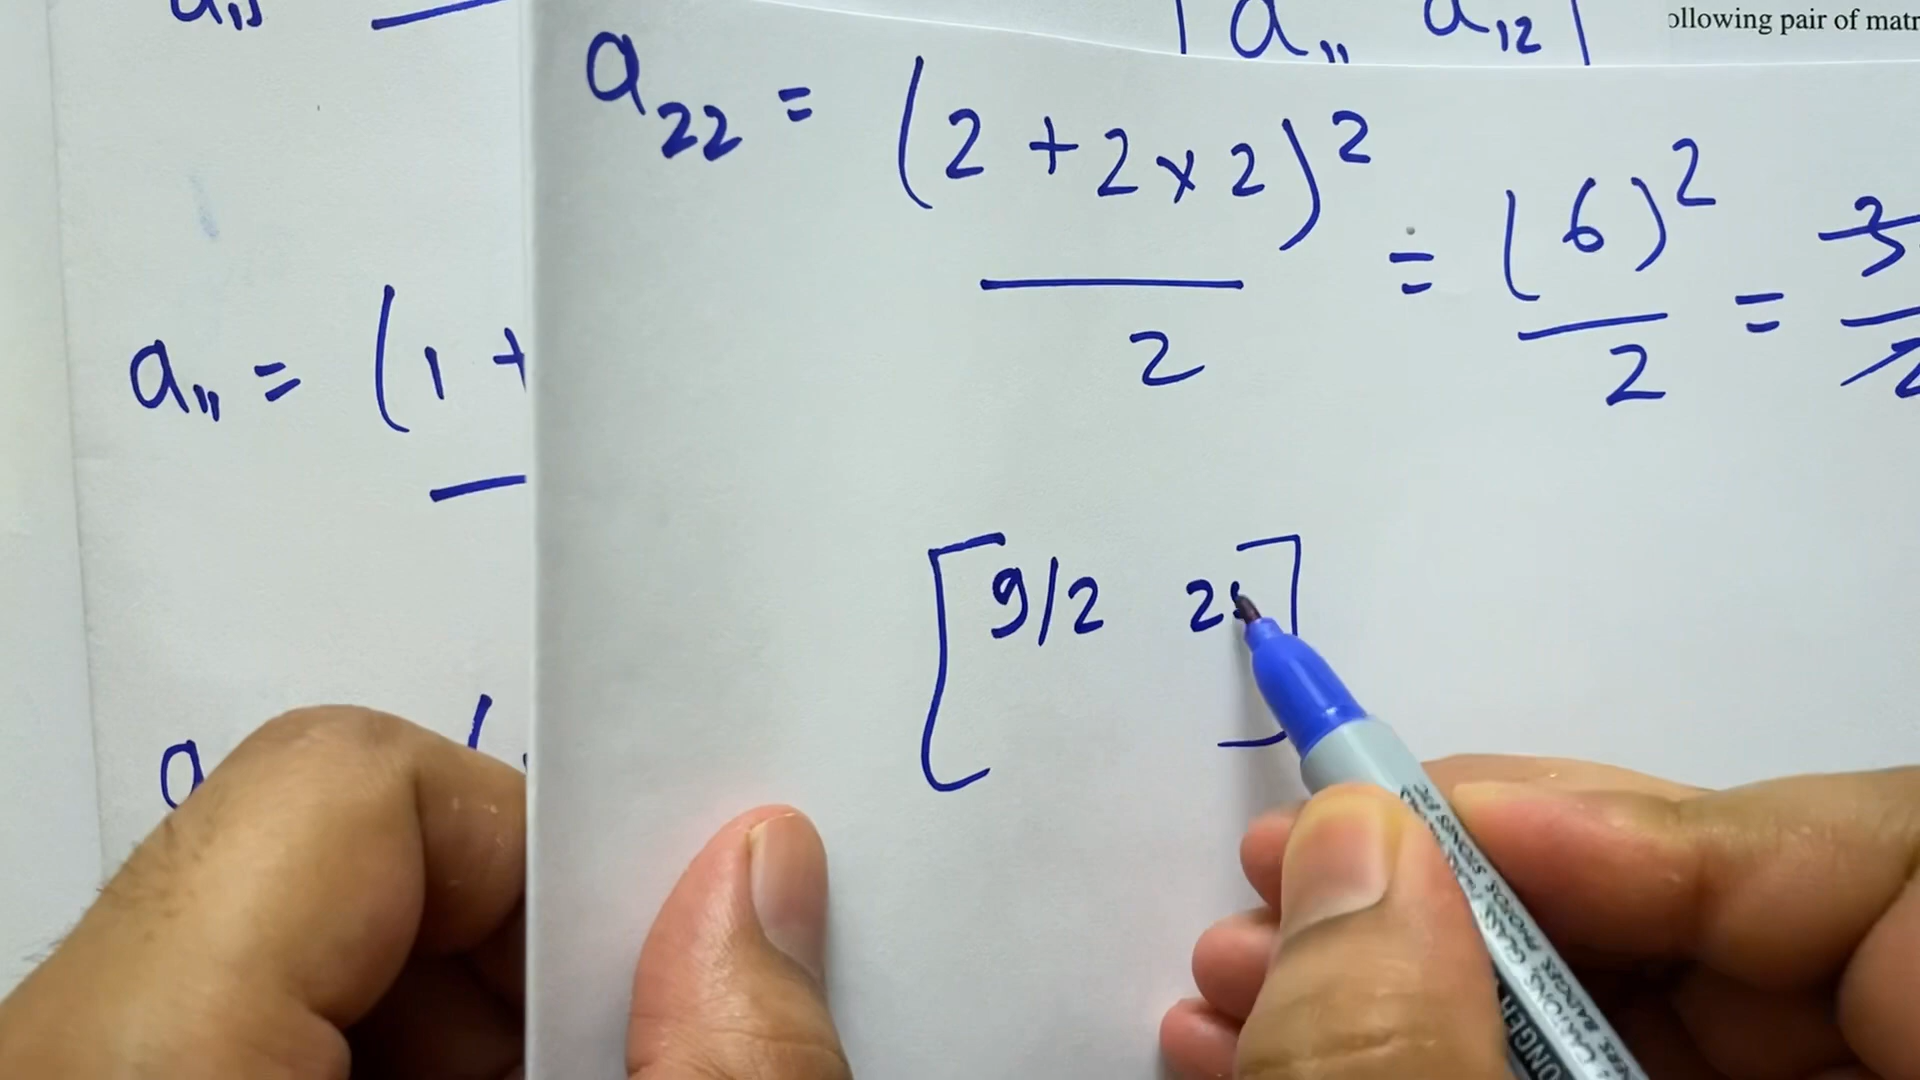 a₁₁ a₁₂
ollowing pair of matr
a₂₂ = (2 + 2 × 2)² / 2 = (6)² / 2 =
a₁₁ = (1 +
[9/2 2
a